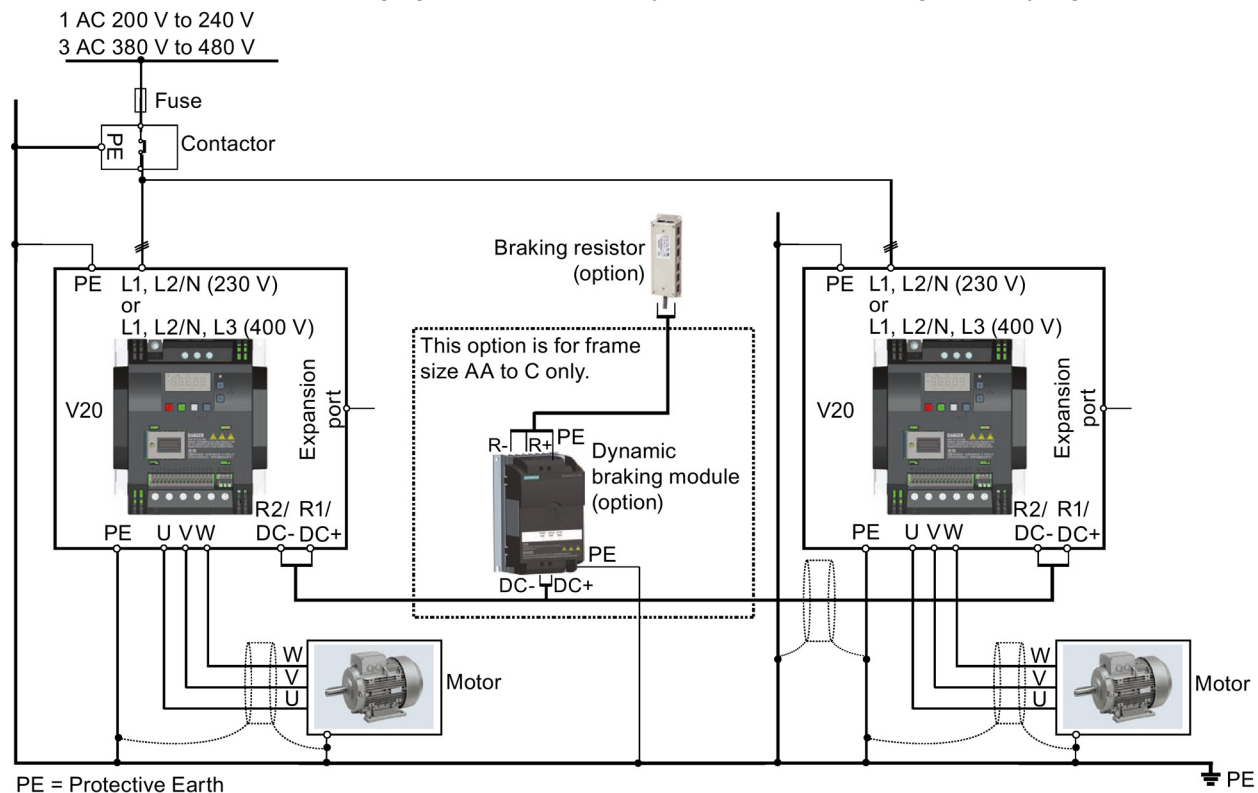 1 AC 200 V to 240 V
3 AC 380 V to 480 V
Fuse
PE
Contactor
Braking resistor
(option)
PE
L1, L2/N (230 V)
or
L1, L2/N, L3 (400 V)
V20
Expansion
port
PE
U V W
R2/
DC-
R1/
DC+
This option is for frame
size AA to C only.
R-
R+
PE
Dynamic
braking module
(option)
PE
DC-
DC+
PE
L1, L2/N (230 V)
or
L1, L2/N, L3 (400 V)
V20
Expansion
port
PE
U V W
R2/
DC-
R1/
DC+
W
V
U
Motor
W
V
U
Motor
PE = Protective Earth
PE